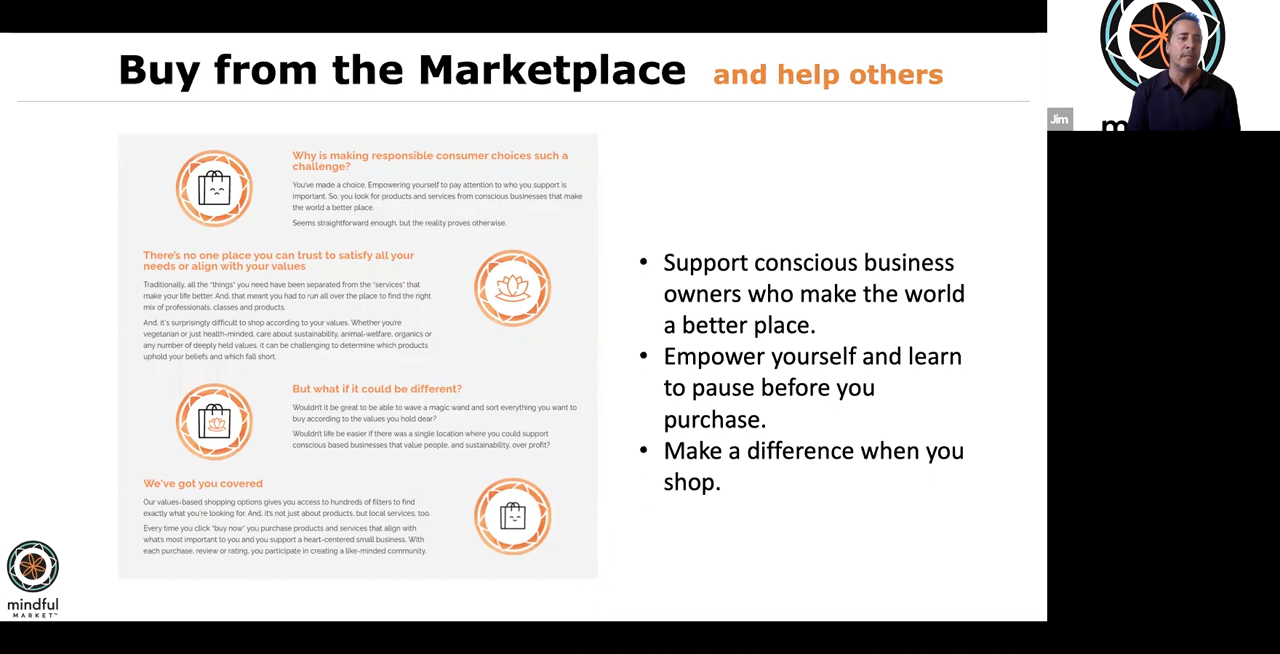 Buy from the Marketplace and help others
Why is making responsible consumer choices such a
challenge?
You've made a choice. Empowering yourself to pay attention to who you support is
important. So, you look for products and services from conscious businesses that make
the world a better place.
Seems straightforward enough, but the reality proves otherwise.
There's no one place you can trust to satisfy all your
needs or align with your values
Traditionally, all the "things" you need have been separated from the "services" that
make your life better. And, that meant you had to run all over the place to find the right
mix of professionals, classes and products.
And, it's surprisingly difficult to shop according to your values. Whether you're
vegetarian or just health-minded, care about sustainability, animal-welfare, organics or
any number of deeply held values, it can be challenging to determine which products
uphold your beliefs and which fall short.
But what if it could be different?
Wouldn't it be great to be able to wave a magic wand and sort everything you want to
buy according to the values you hold dear?
Wouldn't life be easier if there was a single location where you could support
conscious based businesses that value people, and sustainability, over profit?
We've got you covered
Our values-based shopping options gives you access to hundreds of filters to find
exactly what you're looking for. And, it's not just about products, but local services, too.
Every time you click "buy now" you purchase products and services that align with
what's most important to you and you support a heart-centered small business. With
each purchase, review or rating, you participate in creating a like-minded community.
• Support conscious business
owners who make the world
a better place.
• Empower yourself and learn
to pause before you
purchase.
• Make a difference when you
shop.
mindful
MARKET™
Jim
m